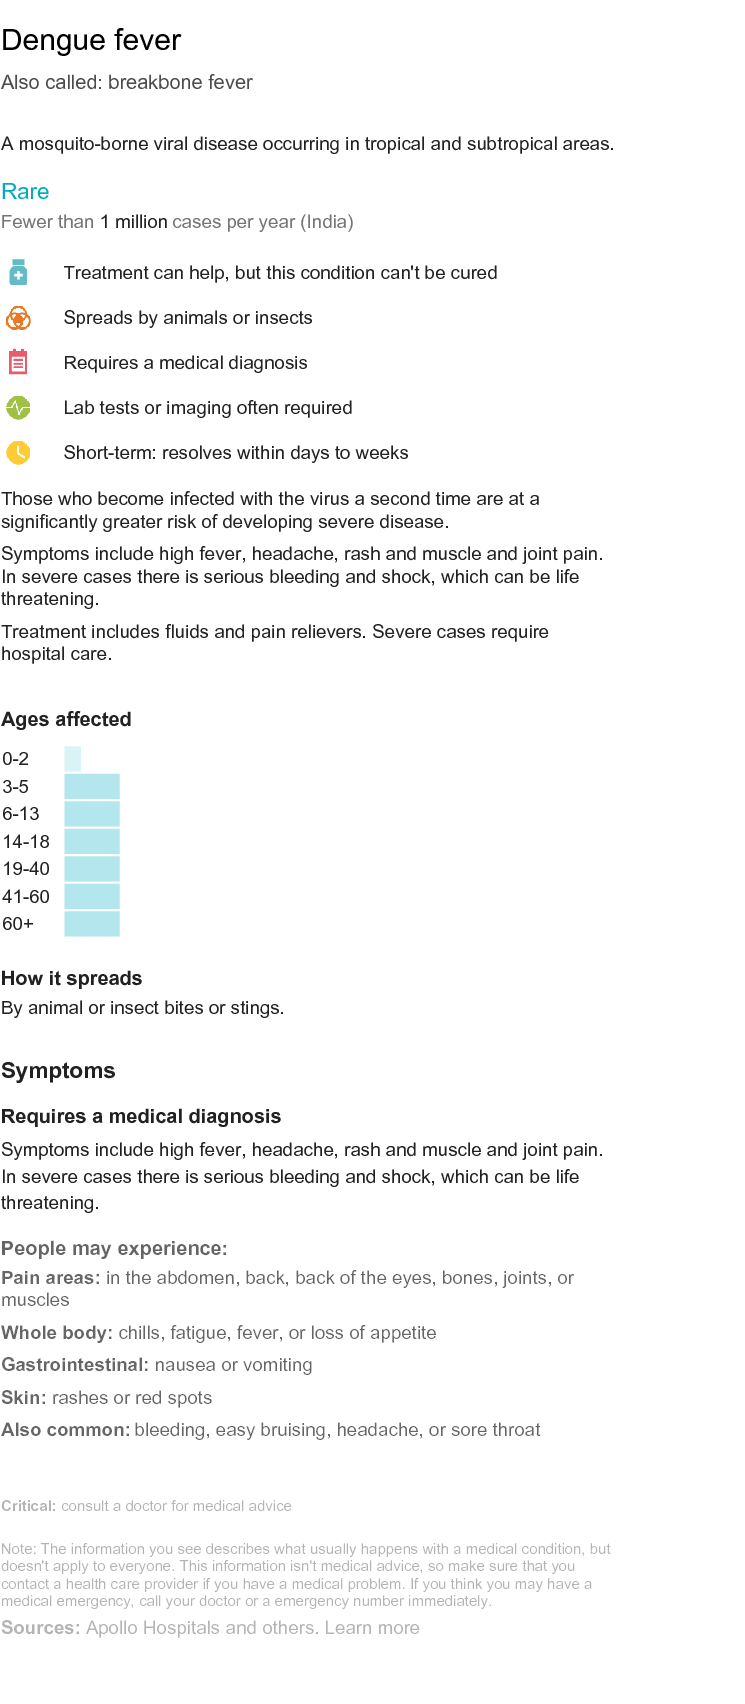 Dengue fever
Also called: breakbone fever
A mosquito-borne viral disease occurring in tropical and subtropical areas.
Rare
Fewer than 1 million cases per year (India)
Treatment can help, but this condition can't be cured
Spreads by animals or insects
Requires a medical diagnosis
Lab tests or imaging often required
Short-term: resolves within days to weeks
Those who become infected with the virus a second time are at a
significantly greater risk of developing severe disease.
Symptoms include high fever, headache, rash and muscle and joint pain.
In severe cases there is serious bleeding and shock, which can be life
threatening.
Treatment includes fluids and pain relievers. Severe cases require
hospital care.
Ages affected
0-2
3-5
6-13
14-18
19-40
41-60
60+
How it spreads
By animal or insect bites or stings.
Symptoms
Requires a medical diagnosis
Symptoms include high fever, headache, rash and muscle and joint pain.
In severe cases there is serious bleeding and shock, which can be life
threatening.
People may experience:
Pain areas: in the abdomen, back, back of the eyes, bones, joints, or
muscles
Whole body: chills, fatigue, fever, or loss of appetite
Gastrointestinal: nausea or vomiting
Skin: rashes or red spots
Also common: bleeding, easy bruising, headache, or sore throat
Critical: consult a doctor for medical advice
Note: The information you see describes what usually happens with a medical condition, but
doesn't apply to everyone. This information isn't medical advice, so make sure that you
contact a health care provider if you have a medical problem. If you think you may have a
medical emergency, call your doctor or a emergency number immediately.
Sources: Apollo Hospitals and others. Learn more